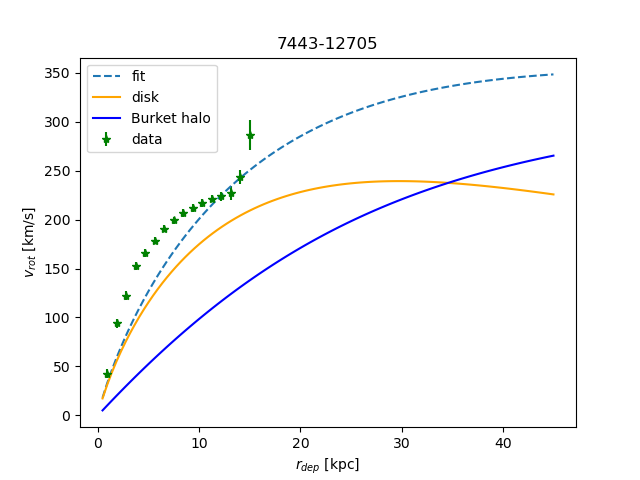 7443-12705
fit
disk
Burket halo
data
350
300
250
200
150
100
50
0
v_rot [km/s]
0 10 20 30 40
r_dep [kpc]